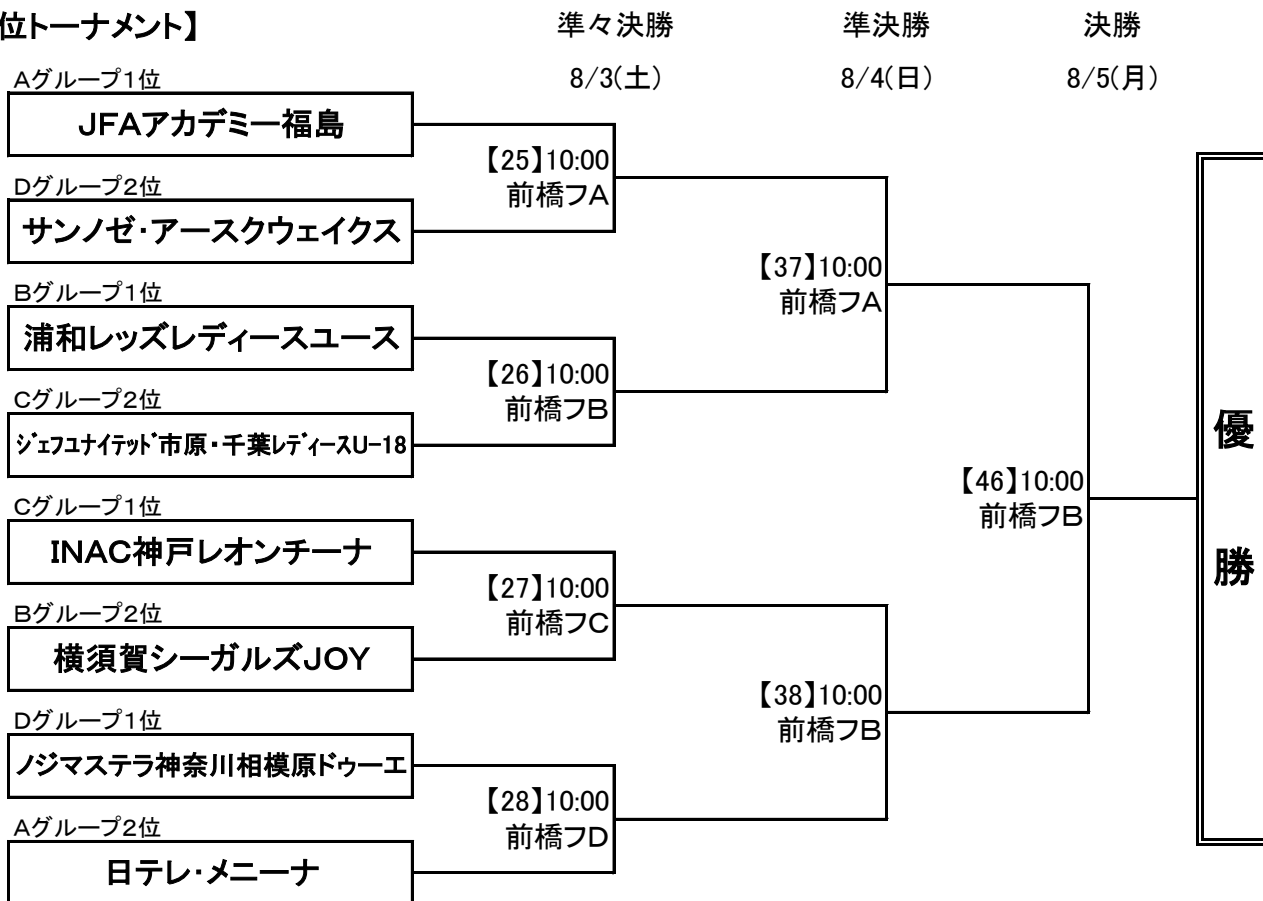 位トーナメント】
準々決勝
準決勝
決勝
8/3(土)
8/4(日)
8/5(月)
Aグループ1位
JFAアカデミー福島
【25】10:00
前橋フA
Dグループ2位
サンノゼ・アースクウェイクス
【37】10:00
前橋フA
Bグループ1位
浦和レッズレディースユース
【26】10:00
前橋フB
Cグループ2位
ジェフユナイテッド市原・千葉レディースU-18
【46】10:00
前橋フB
優
勝
Cグループ1位
INAC神戸レオンチーナ
【27】10:00
前橋フC
Bグループ2位
横須賀シーガルズJOY
【38】10:00
前橋フB
Dグループ1位
ノジマステラ神奈川相模原ドゥーエ
【28】10:00
前橋フD
Aグループ2位
日テレ・メニーナ